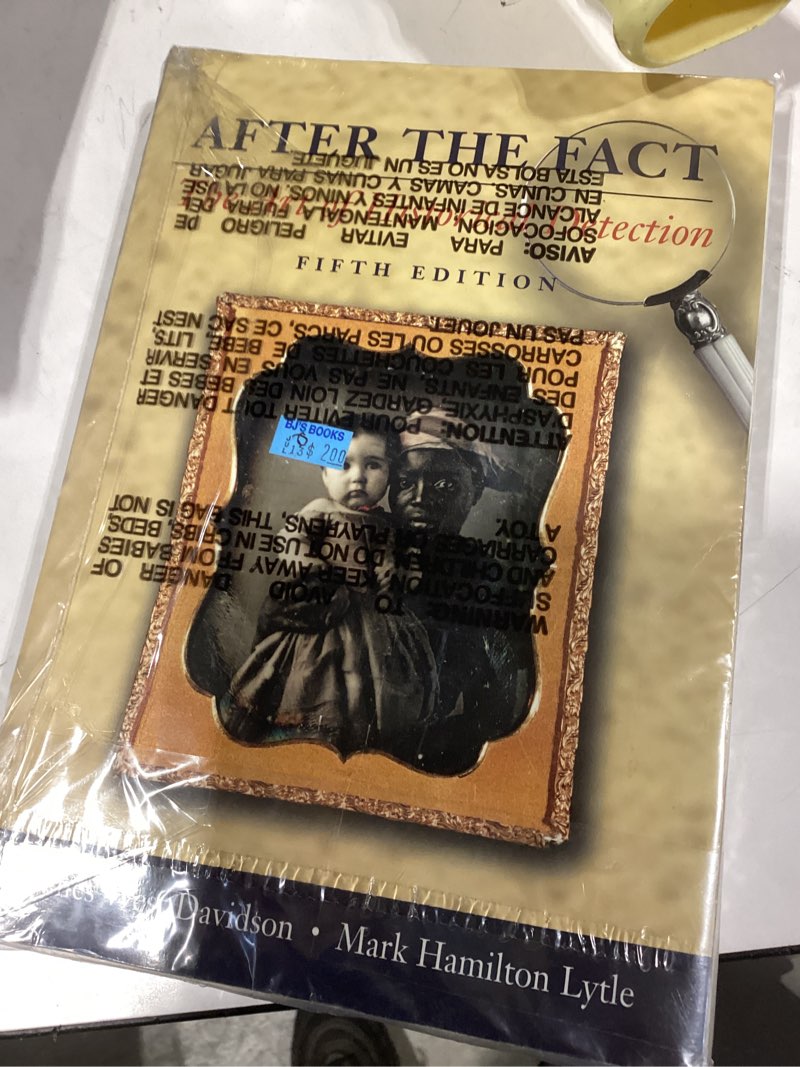 AFTER THE FACT
The Art of Historical Detection
FIFTH EDITION
BJ'S BOOKS
$ 200
Davidson • Mark Hamilton Lytle
WARNING: TO AVOID DANGER OF
SUFFOCATION, KEEP AWAY FROM BABIES
AND CHILDREN. DO NOT USE IN CRIBS, BEDS,
CARRIAGES OR PLAYPENS, THIS BAG IS NOT
A TOY.
ATTENTION: POUR EVITER TOUT DANGER
D'ASPHYXIE, GARDEZ LOIN DES BEBES ET
DES ENFANTS. NE PAS VOUS EN SERVIR
POUR LES COUCHETTES DE BEBE, LITS,
CARROSSES OU LES PARCS, CE SAC NEST
PAS UN JOUET.
AVISO: PARA EVITAR PELIGRO DE
SOFFOCACION MANTENGALA FUERA DEL
ALCANCE DE INFANTES Y NINOS. NO LA USE
EN CUNAS, CAMAS Y CUNAS PARA JUGAR
ESTA BOLSA NO ES UN JUGUETE.